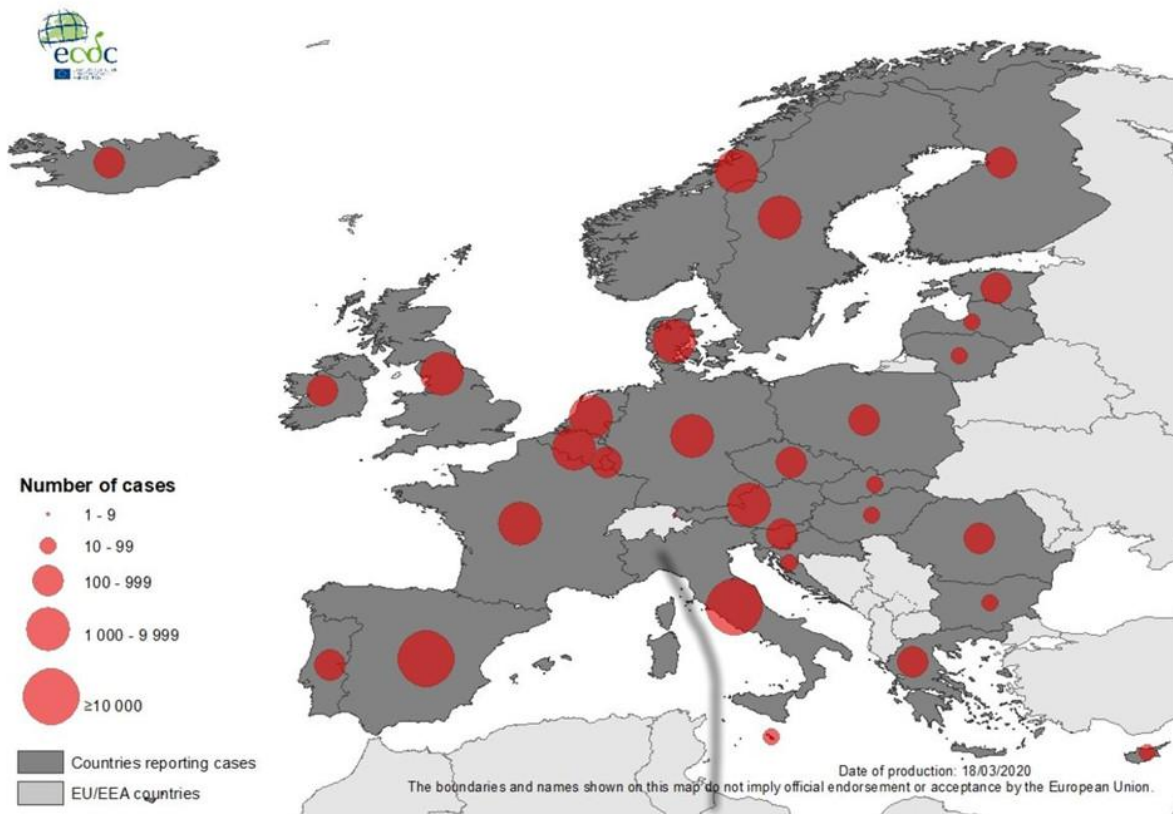 ecdc
Number of cases
1 - 9
10 - 99
100 - 999
1 000 - 9 999
≥10 000
Countries reporting cases
EU/EEA countries
Date of production: 18/03/2020
The boundaries and names shown on this map do not imply official endorsement or acceptance by the European Union.